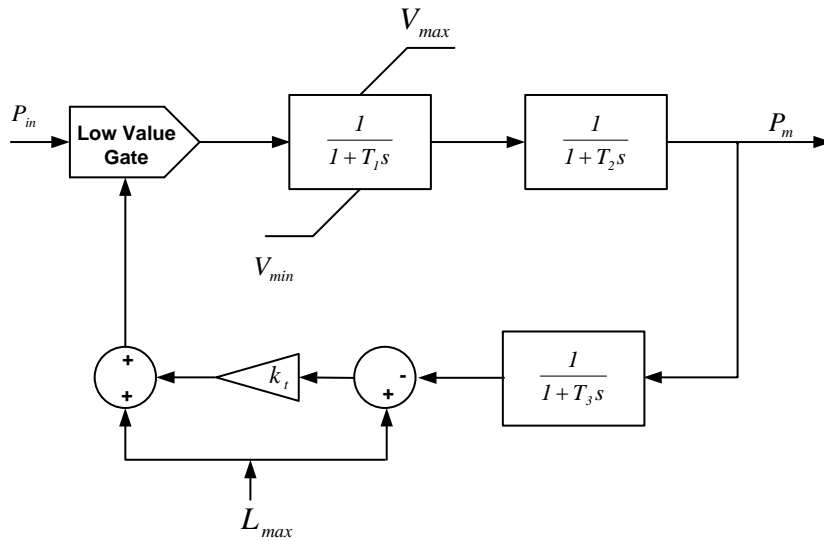 V_max
P_in
Low Value
Gate
1
1 + T_1 s
1
1 + T_2 s
P_m
V_min
+
+
k_t
-
+
1
1 + T_3 s
L_max